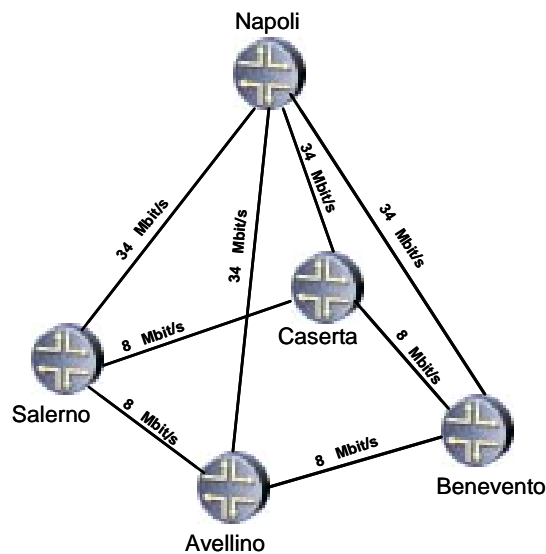 Napoli
34 Mbit/s
34 Mbit/s
34 Mbit/s
34 Mbit/s
Caserta
8 Mbit/s
8 Mbit/s
Salerno
8 Mbit/s
8 Mbit/s
Benevento
Avellino